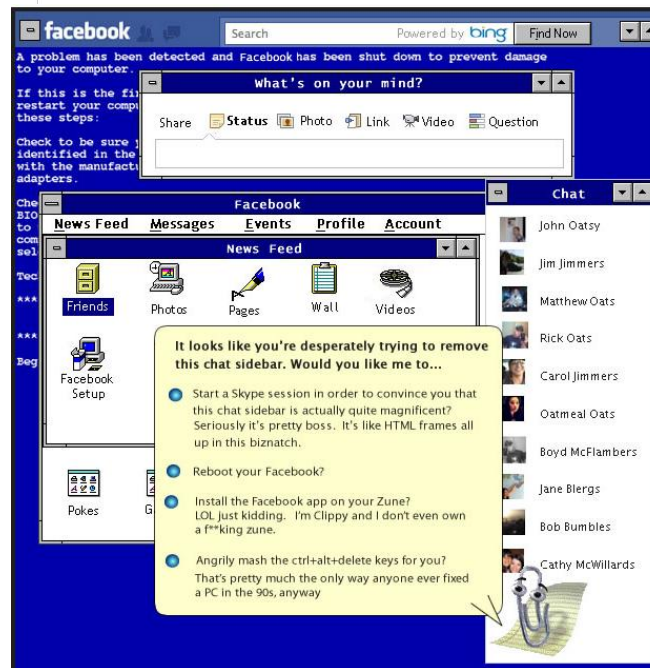 facebook
Search
Powered by bing
Find Now
A problem has been detected and Facebook has been shut down to prevent damage
to your computer.
If this is the
restart your
these steps:
Check to be sure
identified in the
with the
adapters.
What's on your mind?
Share Status Photo Link Video Question
to
Facebook
News Feed Messages Events Profile Account
News Feed
Friends
Photos
Pages
Wall
Videos
Facebook
Setup
Pokes
***
***
It looks like you're desperately trying to remove
this chat sidebar. Would you like me to...
Start a Skype session in order to convince you that
this chat sidebar is actually quite magnificent?
Seriously it's pretty boss. It's like HTML frames all
up in this biznatch.
Reboot your Facebook?
Install the Facebook app on your Zune?
LOL just kidding. I'm Clippy and I don't even own
a f**king zune.
Angrily mash the ctrl+alt+delete keys for you?
That's pretty much the only way anyone ever fixed
a PC in the 90s, anyway
Chat
John Oatsy
Jim Jimmers
Matthew Oats
Rick Oats
Carol Jimmers
Oatmeal Oats
Boyd McFlambers
Jane Blergs
Bob Bumbles
Cathy McWillards